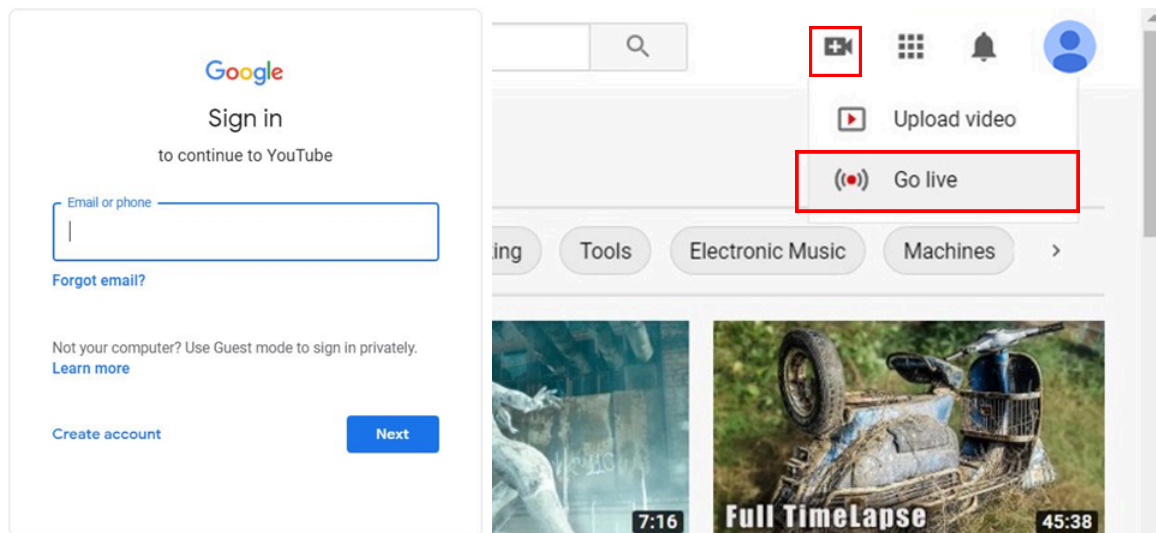 Google
Sign in
to continue to YouTube
Email or phone
Forgot email?
Not your computer? Use Guest mode to sign in privately.
Learn more
Create account
Next
Upload video
Go live
ing
Tools
Electronic Music
Machines
7:16
Full TimeLapse
45:38